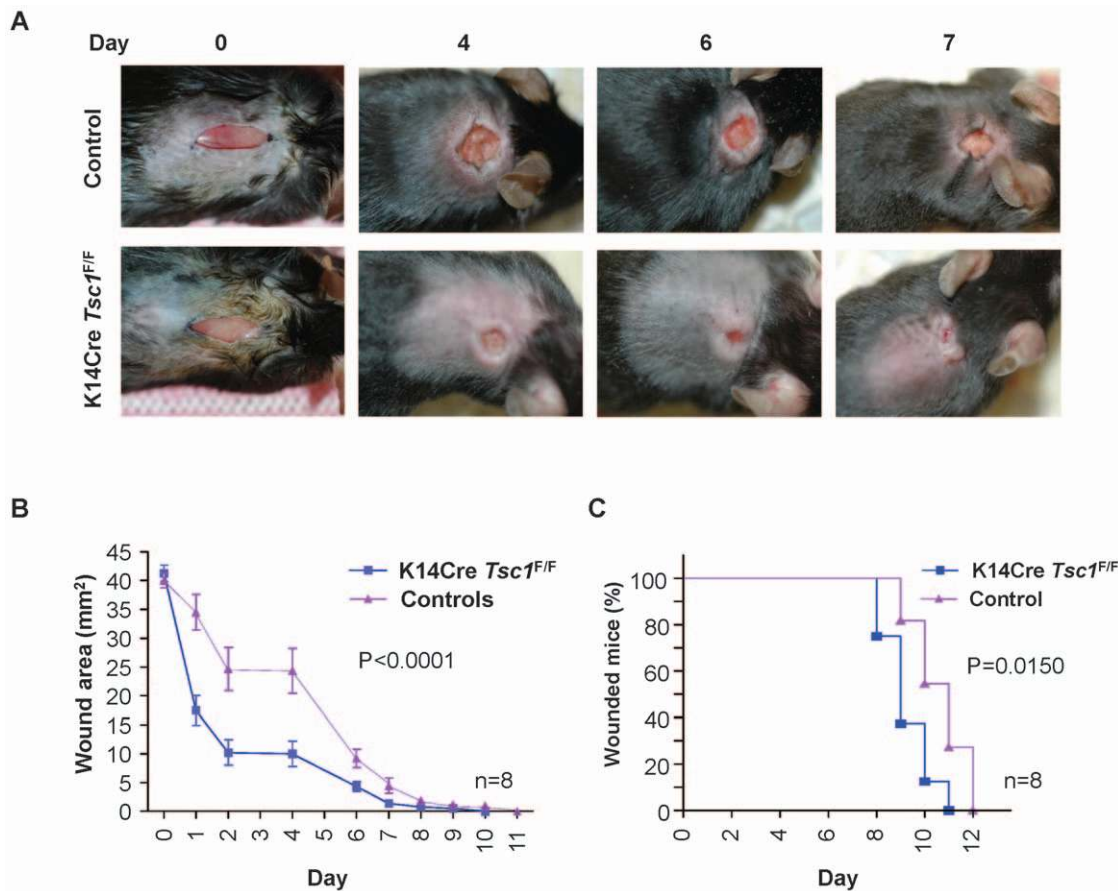 A
Day 0 4 6 7
Control
K14Cre Tsc1F/F
B
Wound area (mm2)
45
40
35
30
25
20
15
10
5
0
0 1 2 3 4 5 6 7 8 9 10 11
Day
K14Cre Tsc1F/F
Controls
P<0.0001
n=8
C
Wounded mice (%)
100
80
60
40
20
0
0 2 4 6 8 10 12
Day
K14Cre Tsc1F/F
Control
P=0.0150
n=8